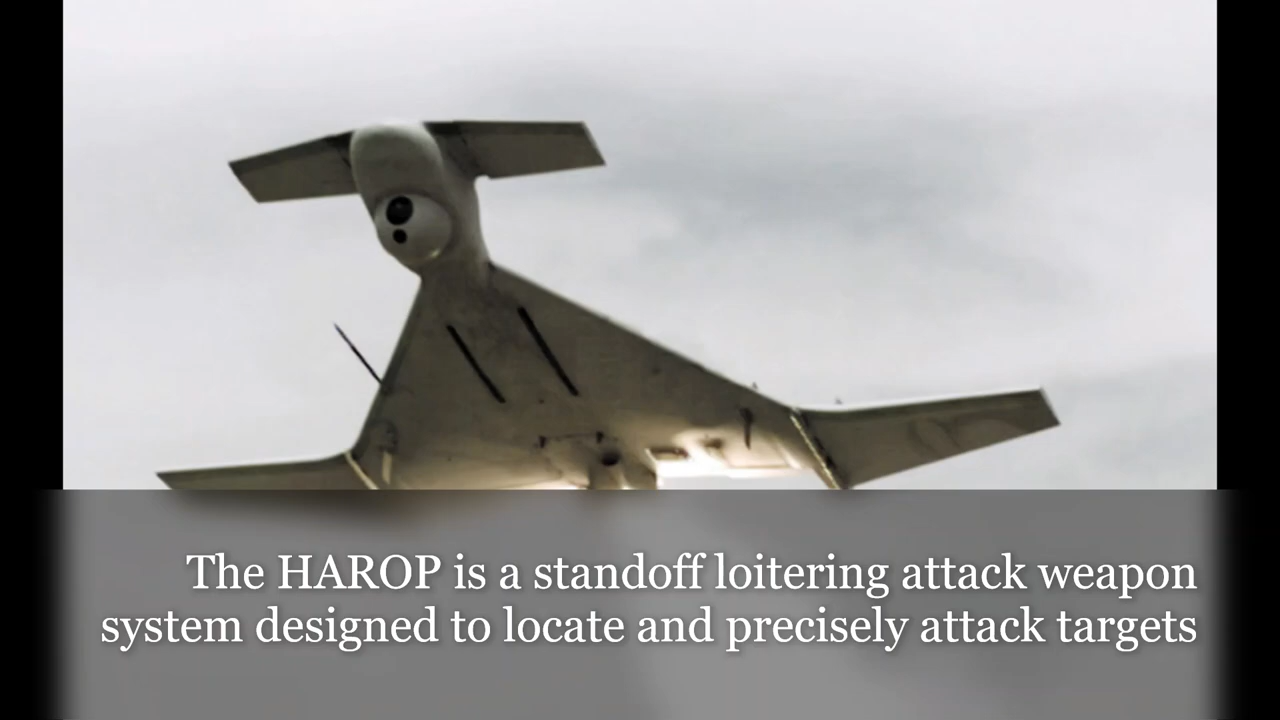 The HAROP is a standoff loitering attack weapon
system designed to locate and precisely attack targets